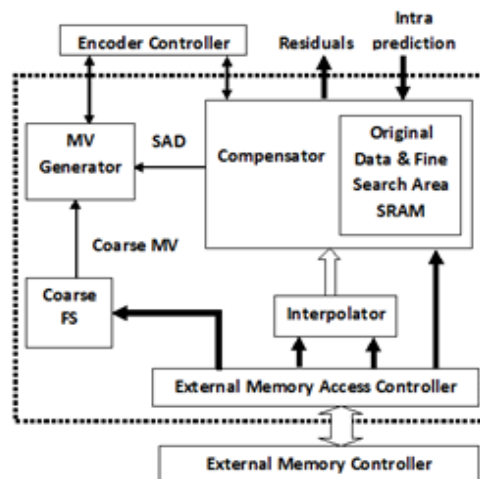 Encoder Controller
Residuals
Intra
prediction
MV
Generator
SAD
Compensator
Original
Data & Fine
Search Area
SRAM
Coarse MV
Coarse
FS
Interpolator
External Memory Access Controller
External Memory Controller